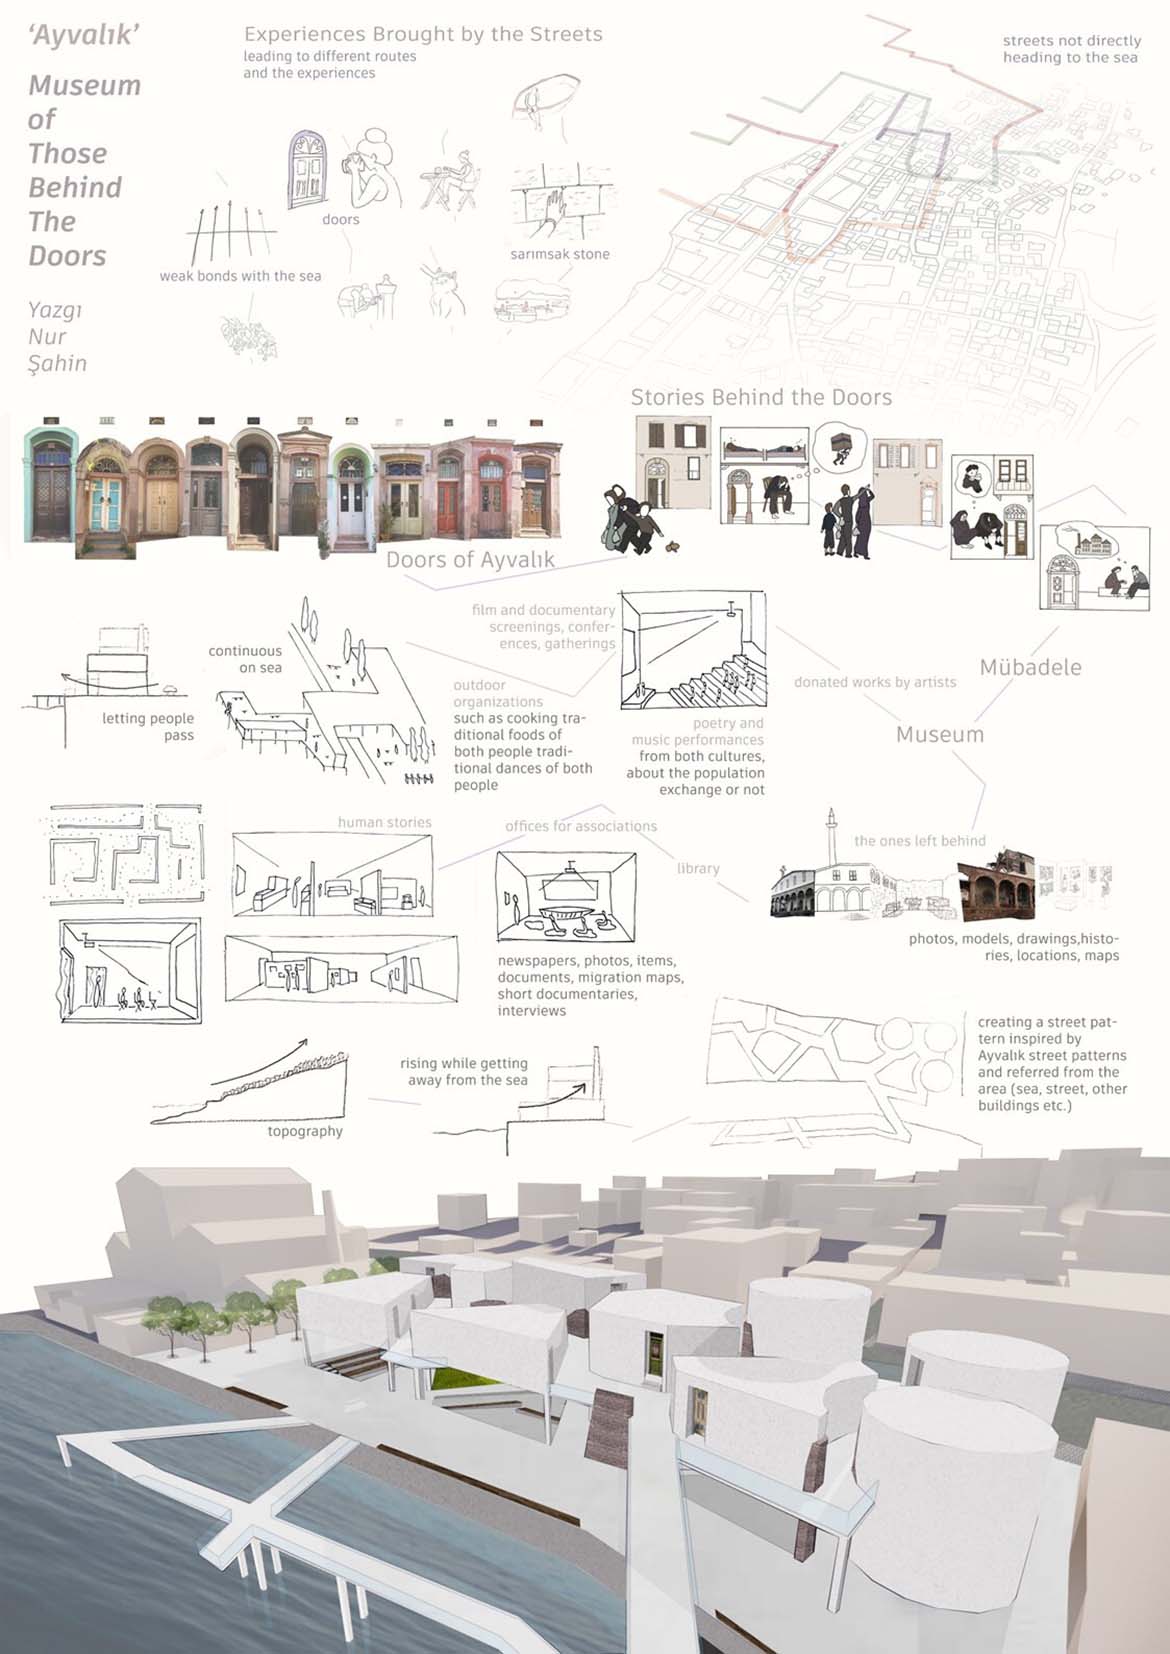 ‘Ayvalık’
Museum
of
Those
Behind
The
Doors
Yazgı
Nur
Şahin
Experiences Brought by the Streets
leading to different routes
and the experiences
streets not directly
heading to the sea
doors
sarımsak stone
weak bonds with the sea
Stories Behind the Doors
Doors of Ayvalık
film and documentary
screenings, confer-
ences, gatherings
continuous
on sea
letting people
pass
outdoor
organizations
such as cooking tra-
ditional foods of
both people tradi-
tional dances of both
people
poetry and
music performances
from both cultures,
about the population
exchange or not
donated works by artists
Mübadele
Museum
human stories
offices for associations
library
the ones left behind
photos, models, drawings,histo-
ries, locations, maps
newspapers, photos, items,
documents, migration maps,
short documentaries,
interviews
creating a street pat-
tern inspired by
Ayvalık street patterns
and referred from the
area (sea, street, other
buildings etc.)
rising while getting
away from the sea
topography